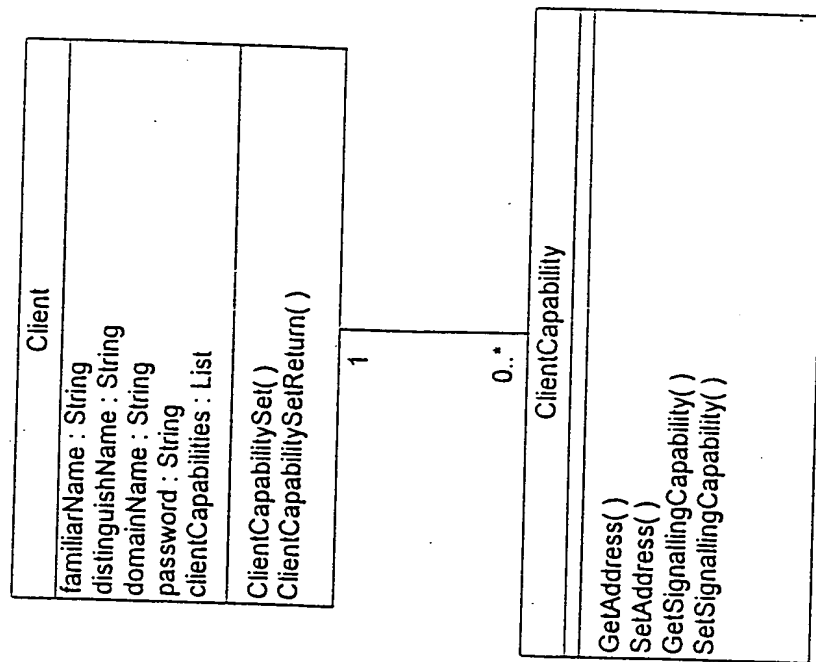 Client
familiarName : String
distinguishName : String
domainName : String
password : String
clientCapabilities : List
ClientCapabilitySet( )
ClientCapabilitySetReturn( )
1
0..*
ClientCapability
GetAddress( )
SetAddress( )
GetSignallingCapability( )
SetSignallingCapability( )